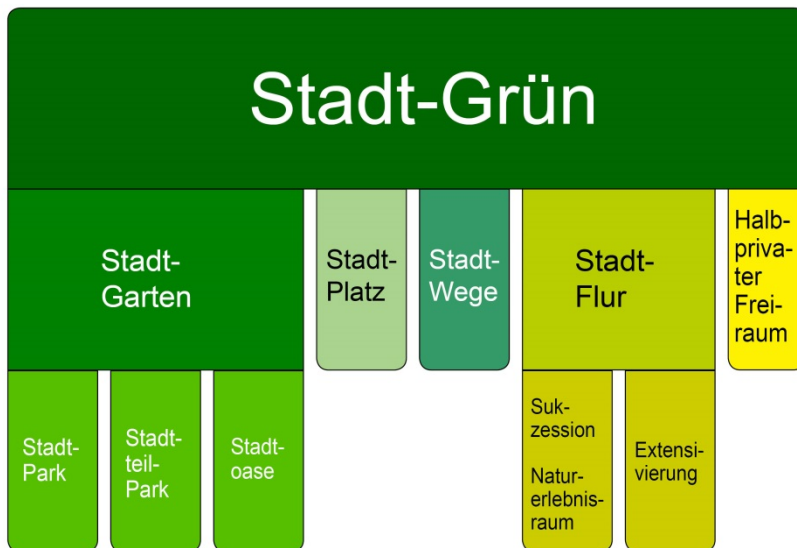 Stadt-Grün
Stadt-
Garten
Stadt-
Platz
Stadt-
Wege
Stadt-
Flur
Halb-
priva-
ter
Frei-
raum
Stadt-
Park
Stadt-
teil-
Park
Stadt-
oase
Suk-
zession
Natur-
erlebnis-
raum
Extensi-
vierung